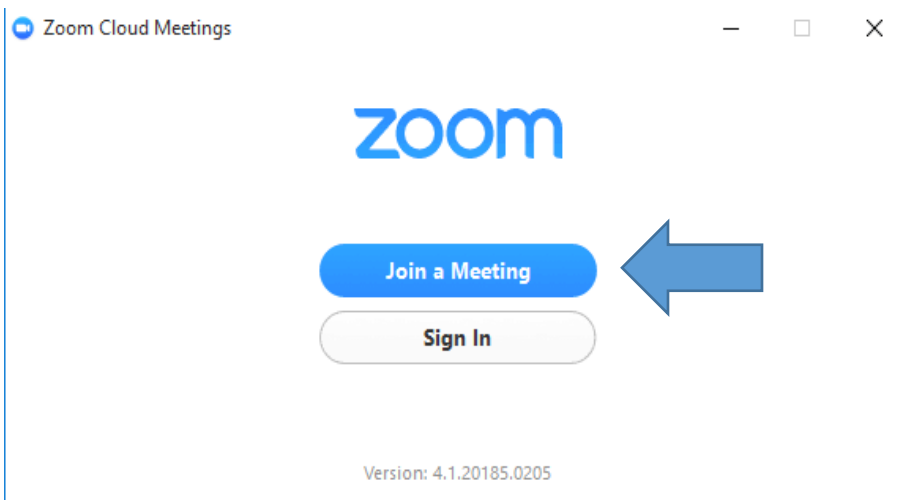 Zoom Cloud Meetings
zoom
Join a Meeting
Sign In
Version: 4.1.20185.0205